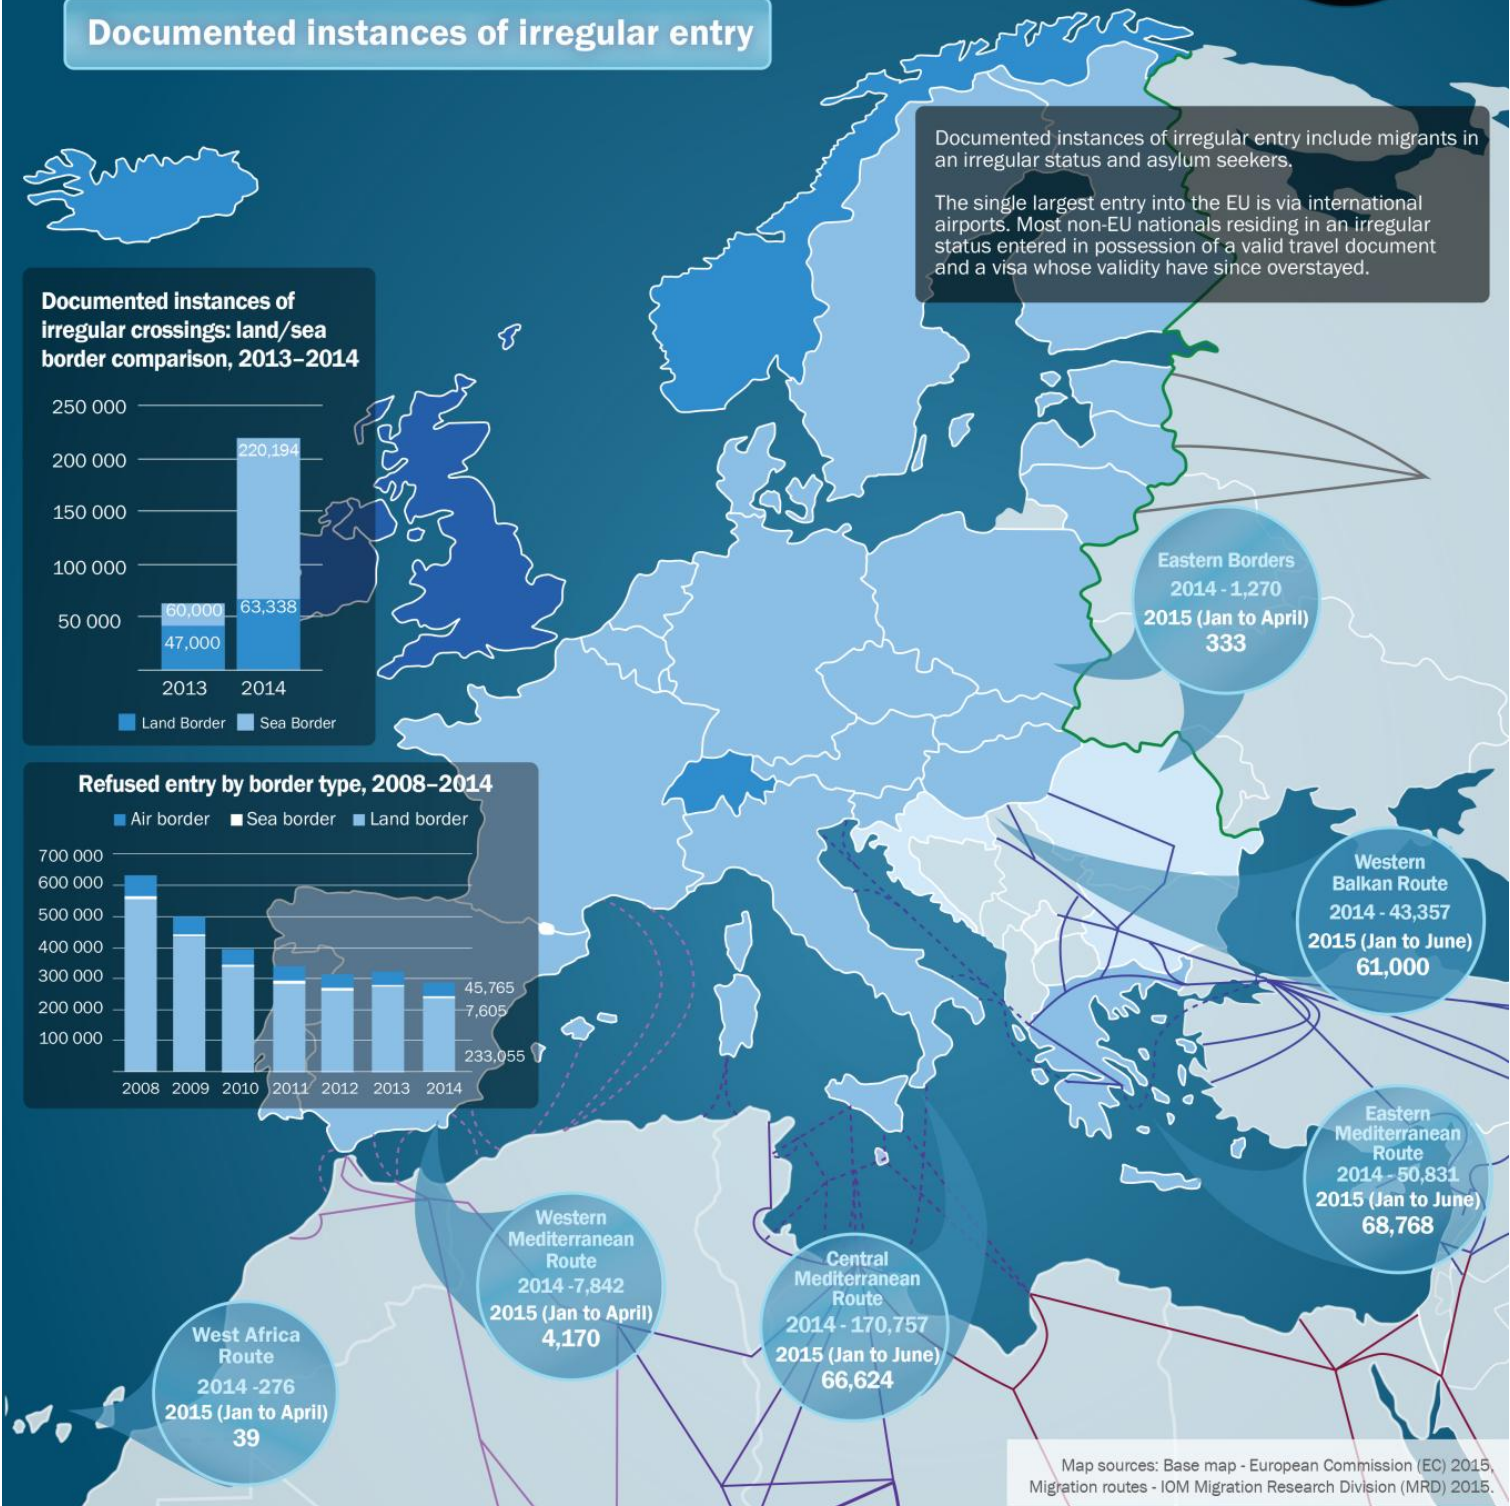 Documented instances of irregular entry
Documented instances of irregular entry include migrants in
an irregular status and asylum seekers.
The single largest entry into the EU is via international
airports. Most non-EU nationals residing in an irregular
status entered in possession of a valid travel document
and a visa whose validity have since overstayed.
Documented instances of
irregular crossings: land/sea
border comparison, 2013–2014
250 000
200 000
150 000
100 000
50 000
220,194
60,000
63,338
47,000
2013
2014
Land Border
Sea Border
Refused entry by border type, 2008–2014
Air border
Sea border
Land border
700 000
600 000
500 000
400 000
300 000
200 000
100 000
45,765
7,605
233,055
2008
2009
2010
2011
2012
2013
2014
Eastern Borders
2014 - 1,270
2015 (Jan to April)
333
Western
Balkan Route
2014 - 43,357
2015 (Jan to June)
61,000
Eastern
Mediterranean
Route
2014 - 50,831
2015 (Jan to June)
68,768
Western
Mediterranean
Route
2014 -7,842
2015 (Jan to April)
4,170
Central
Mediterranean
Route
2014 - 170,757
2015 (Jan to June)
66,624
West Africa
Route
2014 -276
2015 (Jan to April)
39
Map sources: Base map - European Commission (EC) 2015,
Migration routes - IOM Migration Research Division (MRD) 2015.